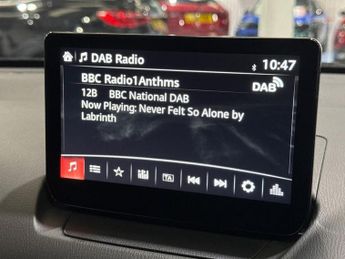 DAB Radio
10:47
BBC Radio1Anthms
DAB
12B BBC National DAB
Now Playing: Never Felt So Alone by
Labrinth
TA